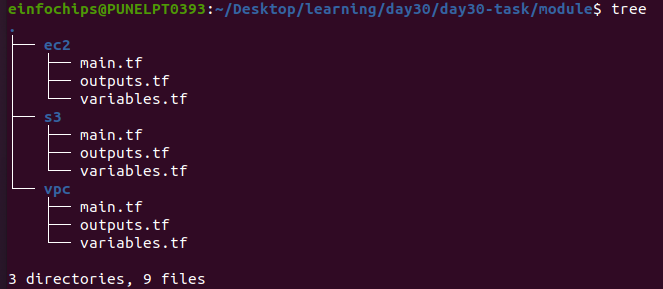 einfochips@PUNELPT0393:~/Desktop/learning/day30/day30-task/module$ tree
.
├── ec2
│   ├── main.tf
│   ├── outputs.tf
│   └── variables.tf
├── s3
│   ├── main.tf
│   ├── outputs.tf
│   └── variables.tf
└── vpc
    ├── main.tf
    ├── outputs.tf
    └── variables.tf
3 directories, 9 files